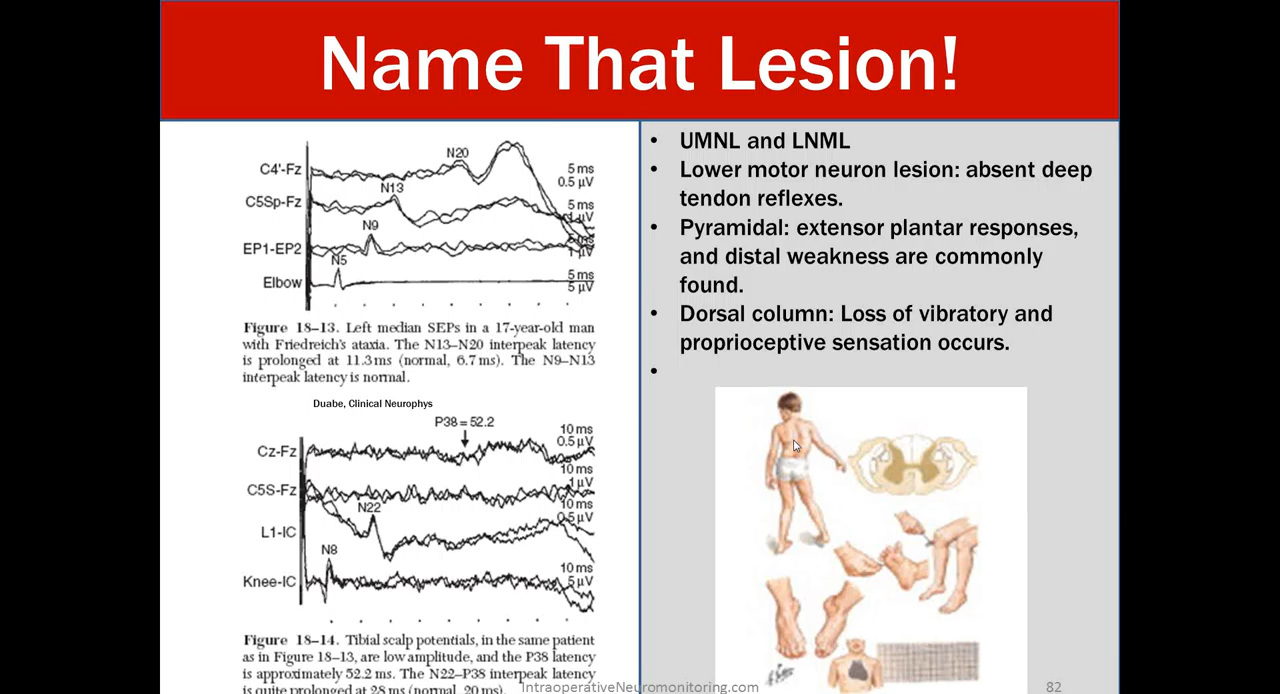 Name That Lesion!
C4'-Fz
N20
5 ms
0.5 µV
C5Sp-Fz
N13
5 ms
1 µV
EP1-EP2
N9
5 ms
1 µV
Elbow
N5
5 ms
5 µV
Figure 18–13. Left median SEPs in a 17-year-old man
with Friedreich's ataxia. The N13–N20 interpeak latency
is prolonged at 11.3 ms (normal, 6.7 ms). The N9–N13
interpeak latency is normal.
Duabe, Clinical Neurophys
P38 = 52.2
Cz-Fz
10 ms
0.5 µV
C5S-Fz
10 ms
1 µV
L1-IC
N22
10 ms
0.5 µV
Knee-IC
N8
10 ms
5 µV
Figure 18–14. Tibial scalp potentials, in the same patient
as in Figure 18–13, are low amplitude, and the P38 latency
is approximately 52.2 ms. The N22–P38 interpeak latency
is quite prolonged at 28 ms (normal, 20 ms).
• UMNL and LNML
• Lower motor neuron lesion: absent deep
tendon reflexes.
• Pyramidal: extensor plantar responses,
and distal weakness are commonly
found.
• Dorsal column: Loss of vibratory and
proprioceptive sensation occurs.
•
IntraoperativeNeuromonitoring.com
82